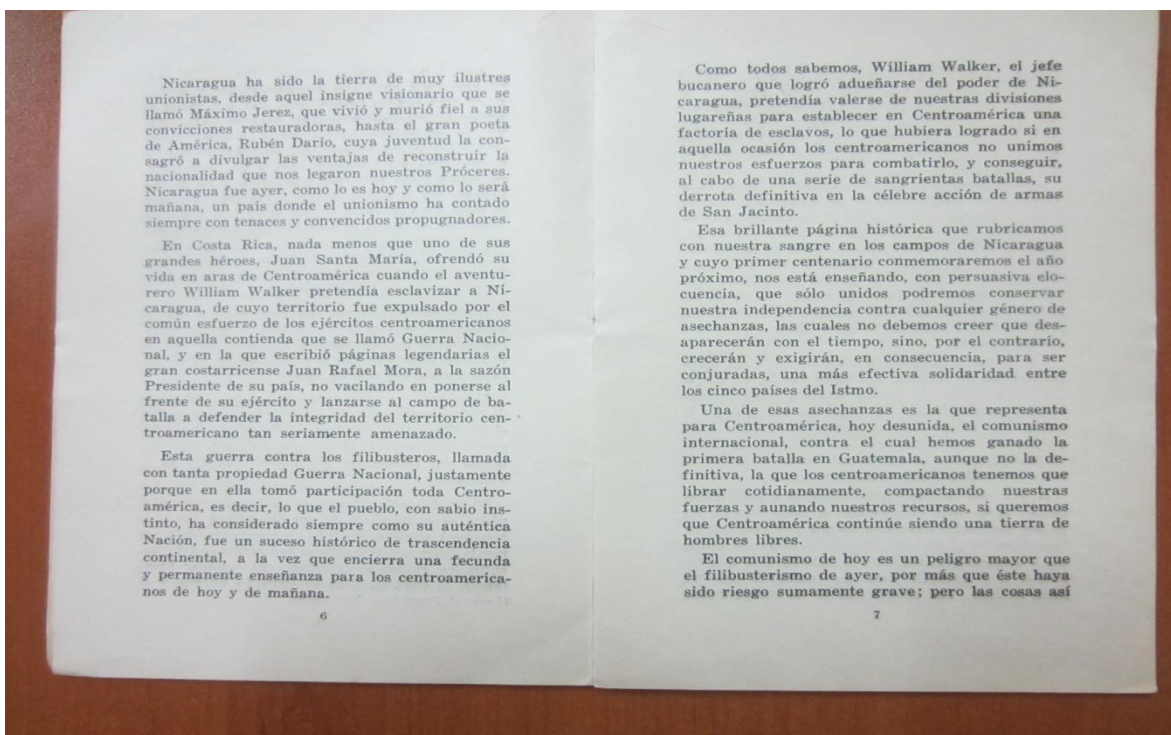 Nicaragua ha sido la tierra de muy ilustres
unionistas, desde aquel insigne visionario que se
llamó Máximo Jerez, que vivió y murió fiel a sus
convicciones restauradoras, hasta el gran poeta
de América, Rubén Darío, cuya juventud la con-
sagró a divulgar las ventajas de reconstruir la
nacionalidad que nos legaron nuestros Próceres.
Nicaragua fue ayer, como lo es hoy y como lo será
mañana, un país donde el unionismo ha contado
siempre con tenaces y convencidos propugnadores.
En Costa Rica, nada menos que uno de sus
grandes héroes, Juan Santa María, ofrendó su
vida en aras de Centroamérica cuando el aventu-
rero William Walker pretendía esclavizar a Ni-
caragua, de cuyo territorio fue expulsado por el
común esfuerzo de los ejércitos centroamericanos
en aquella contienda que se llamó Guerra Nacio-
nal, y en la que escribió páginas legendarias el
gran costarricense Juan Rafael Mora, a la sazón
Presidente de su país, no vacilando en ponerse al
frente de su ejército y lanzarse al campo de ba-
talla a defender la integridad del territorio cen-
troamericano tan seriamente amenazado.
Esta guerra contra los filibusteros, llamada
con tanta propiedad Guerra Nacional, justamente
porque en ella tomó participación toda Centro-
américa, es decir, lo que el pueblo, con sabio ins-
tinto, ha considerado siempre como su auténtica
Nación, fue un suceso histórico de trascendencia
continental, a la vez que encierra una fecunda
y permanente enseñanza para los centroamerica-
nos de hoy y de mañana.
6
Como todos sabemos, William Walker, el jefe
bucanero que logró adueñarse del poder de Ni-
caragua, pretendía valerse de nuestras divisiones
lugareñas para establecer en Centroamérica una
factoría de esclavos, lo que hubiera logrado si en
aquella ocasión los centroamericanos no unimos
nuestros esfuerzos para combatirlo, y conseguir,
al cabo de una serie de sangrientas batallas, su
derrota definitiva en la célebre acción de armas
de San Jacinto.
Esa brillante página histórica que rubricamos
con nuestra sangre en los campos de Nicaragua
y cuyo primer centenario conmemoraremos el año
próximo, nos está enseñando, con persuasiva elo-
cuencia, que sólo unidos podremos conservar
nuestra independencia contra cualquier género de
asechanzas, las cuales no debemos creer que des-
aparecerán con el tiempo, sino, por el contrario,
crecerán y exigirán, en consecuencia, para ser
conjuradas, una más efectiva solidaridad entre
los cinco países del Istmo.
Una de esas asechanzas es la que representa
para Centroamérica, hoy desunida, el comunismo
internacional, contra el cual hemos ganado la
primera batalla en Guatemala, aunque no la de-
finitiva, la que los centroamericanos tenemos que
librar cotidianamente, compactando nuestras
fuerzas y aunando nuestros recursos, si queremos
que Centroamérica continúe siendo una tierra de
hombres libres.
El comunismo de hoy es un peligro mayor que
el filibusterismo de ayer, por más que éste haya
sido riesgo sumamente grave; pero las cosas así
7